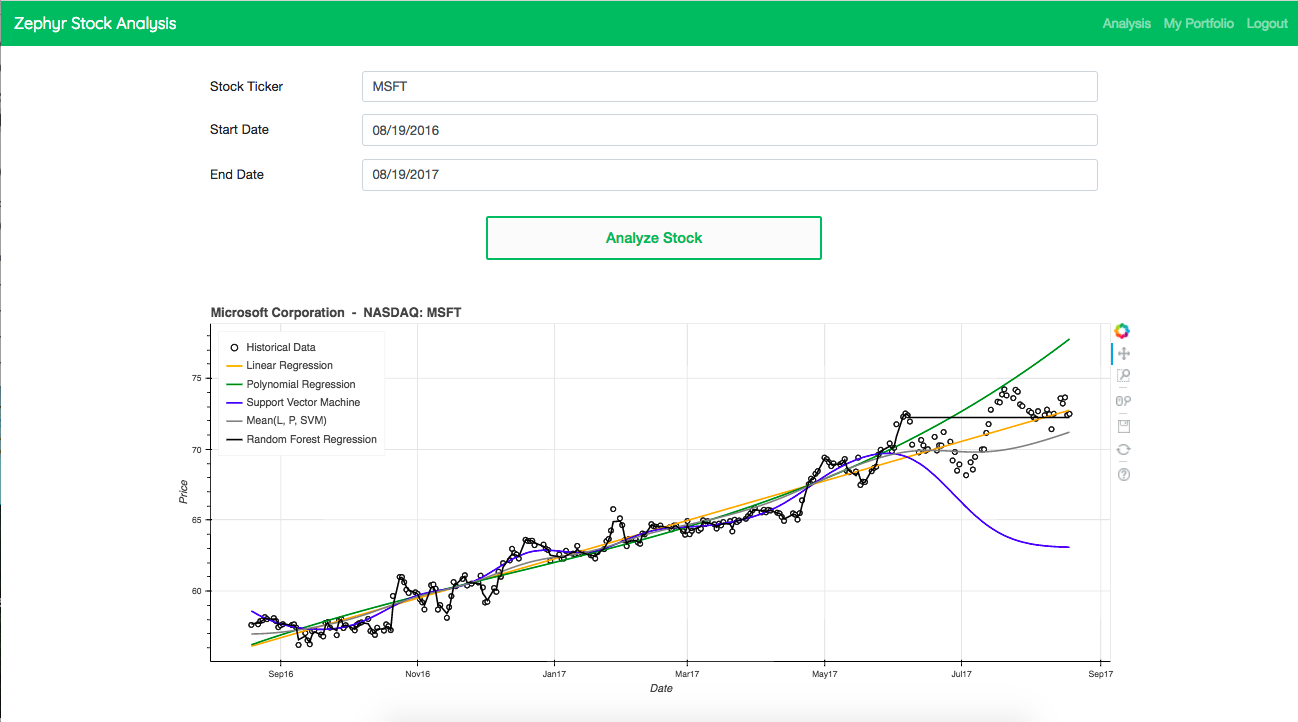 Zephyr Stock Analysis
Analysis My Portfolio Logout
Stock Ticker MSFT
Start Date 08/19/2016
End Date 08/19/2017
Analyze Stock
Microsoft Corporation - NASDAQ: MSFT
Historical Data
Linear Regression
Polynomial Regression
Support Vector Machine
Mean(L, P, SVM)
Random Forest Regression
75
70
65
60
Price
Sep16 Nov16 Jan17 Mar17 May17 Jul17 Sep17
Date